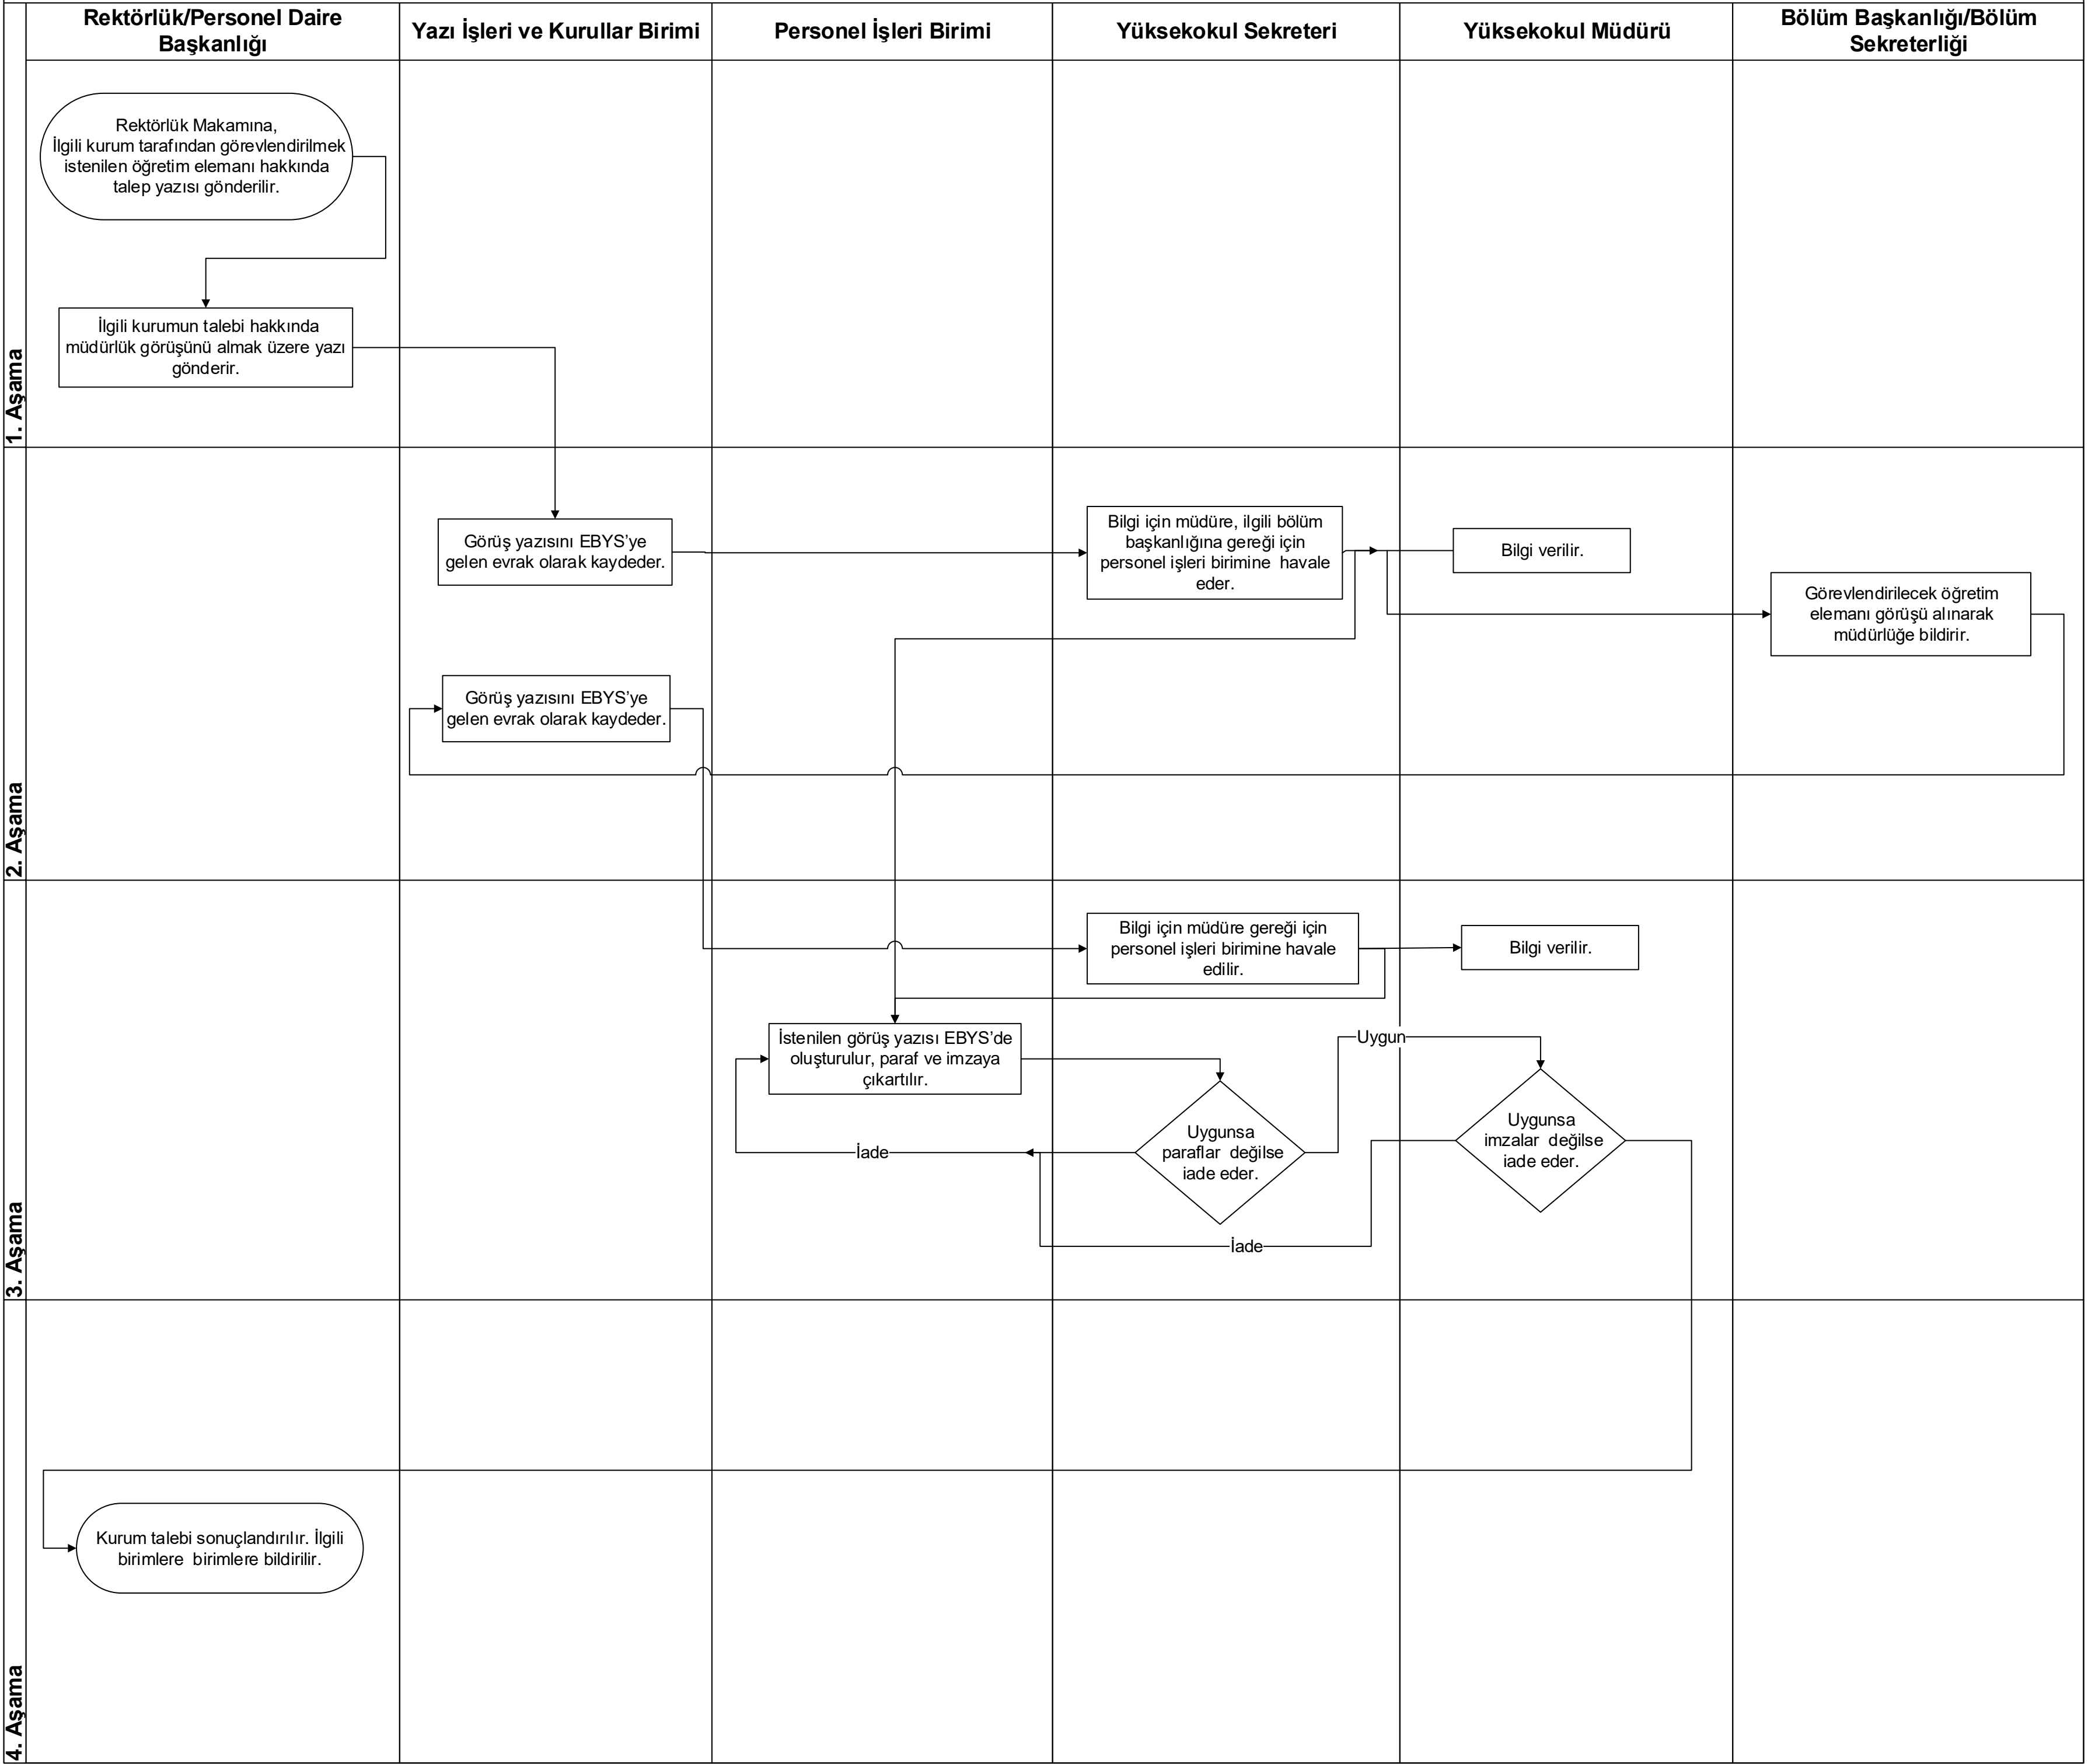 Rektörlük/Personel Daire
Başkanlığı
Yazı İşleri ve Kurullar Birimi
Personel İşleri Birimi
Yüksekokul Sekreteri
Yüksekokul Müdürü
Bölüm Başkanlığı/Bölüm
Sekreterliği
1. Aşama
Rektörlük Makamına,
İlgili kurum tarafından görevlendirilmek
istenilen öğretim elemanı hakkında
talep yazısı gönderilir.
İlgili kurumun talebi hakkında
müdürlük görüşünü almak üzere yazı
gönderir.
2. Aşama
Görüş yazısını EBYS’ye
gelen evrak olarak kaydeder.
Bilgi için müdüre, ilgili bölüm
başkanlığına gereği için
personel işleri birimine  havale
eder.
Bilgi verilir.
Görevlendirilecek öğretim
elemanı görüşü alınarak
müdürlüğe bildirir.
Görüş yazısını EBYS’ye
gelen evrak olarak kaydeder.
3. Aşama
Bilgi için müdüre gereği için
personel işleri birimine havale
edilir.
Bilgi verilir.
İstenilen görüş yazısı EBYS’de
oluşturulur, paraf ve imzaya
çıkartılır.
Uygun
Uygunsa
paraflar  değilse
iade eder.
Uygunsa
imzalar  değilse
iade eder.
İade
İade
4. Aşama
Kurum talebi sonuçlandırılır. İlgili
birimlere  birimlere bildirilir.